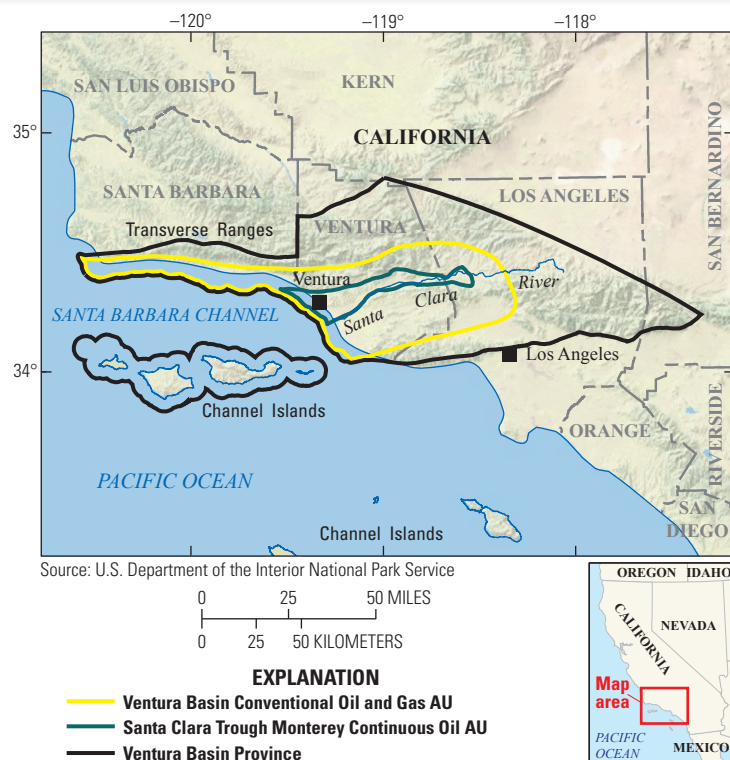 –120°
–119°
–118°
35°
34°
SAN LUIS OBISPO
KERN
CALIFORNIA
SANTA BARBARA
LOS ANGELES
SAN BERNARDINO
Transverse Ranges
VENTURA
Ventura
Santa
Clara
River
SANTA BARBARA CHANNEL
Los Angeles
Channel Islands
ORANGE
RIVERSIDE
PACIFIC OCEAN
SAN
DIEGO
Channel Islands
Source: U.S. Department of the Interior National Park Service
0 25 50 MILES
0 25 50 KILOMETERS
EXPLANATION
Ventura Basin Conventional Oil and Gas AU
Santa Clara Trough Monterey Continuous Oil AU
Ventura Basin Province
OREGON
IDAHO
NEVADA
CALIFORNIA
Map
area
PACIFIC
OCEAN
MEXICO